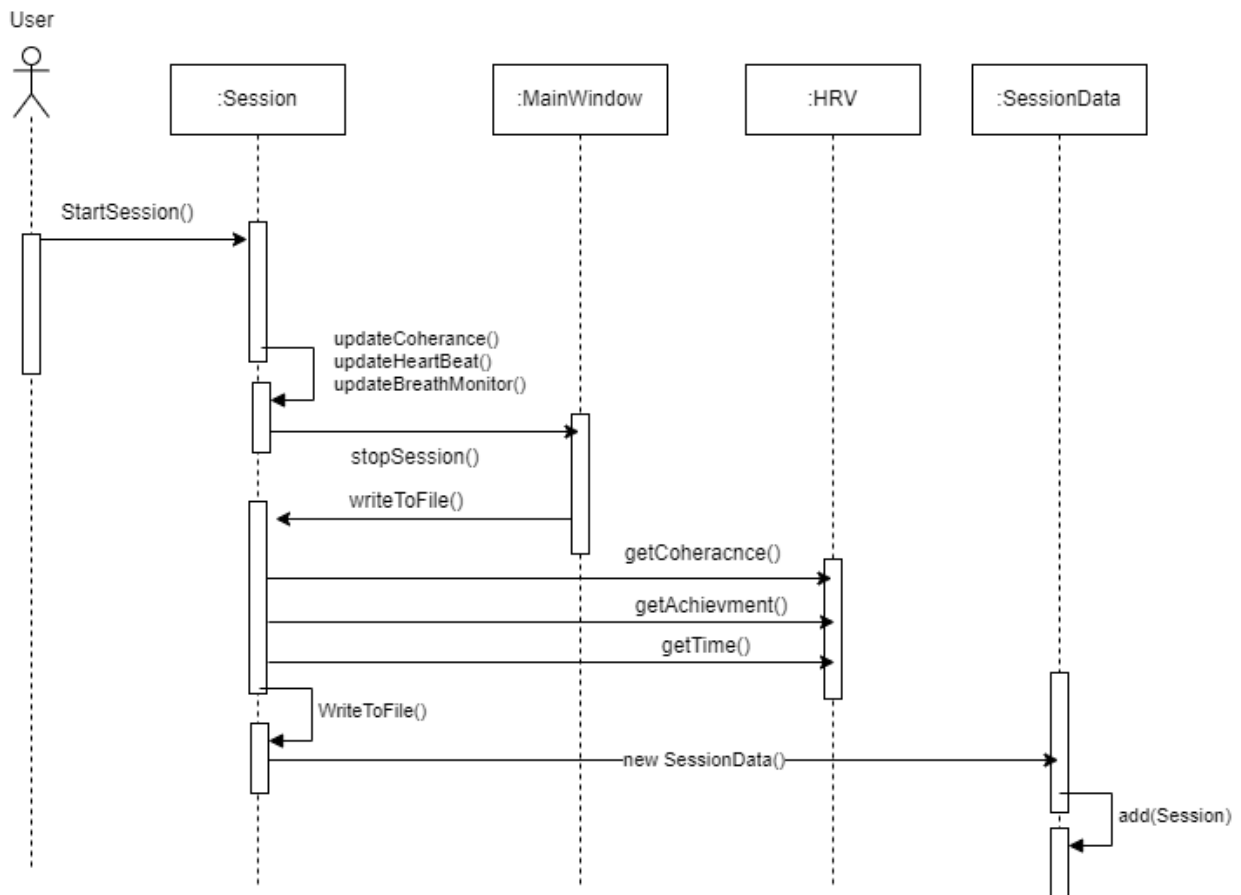 User
:Session
:MainWindow
:HRV
:SessionData
StartSession()
updateCoherance()
updateHeartBeat()
updateBreathMonitor()
stopSession()
writeToFile()
getCoheracnce()
getAchievment()
getTime()
WriteToFile()
new SessionData()
add(Session)